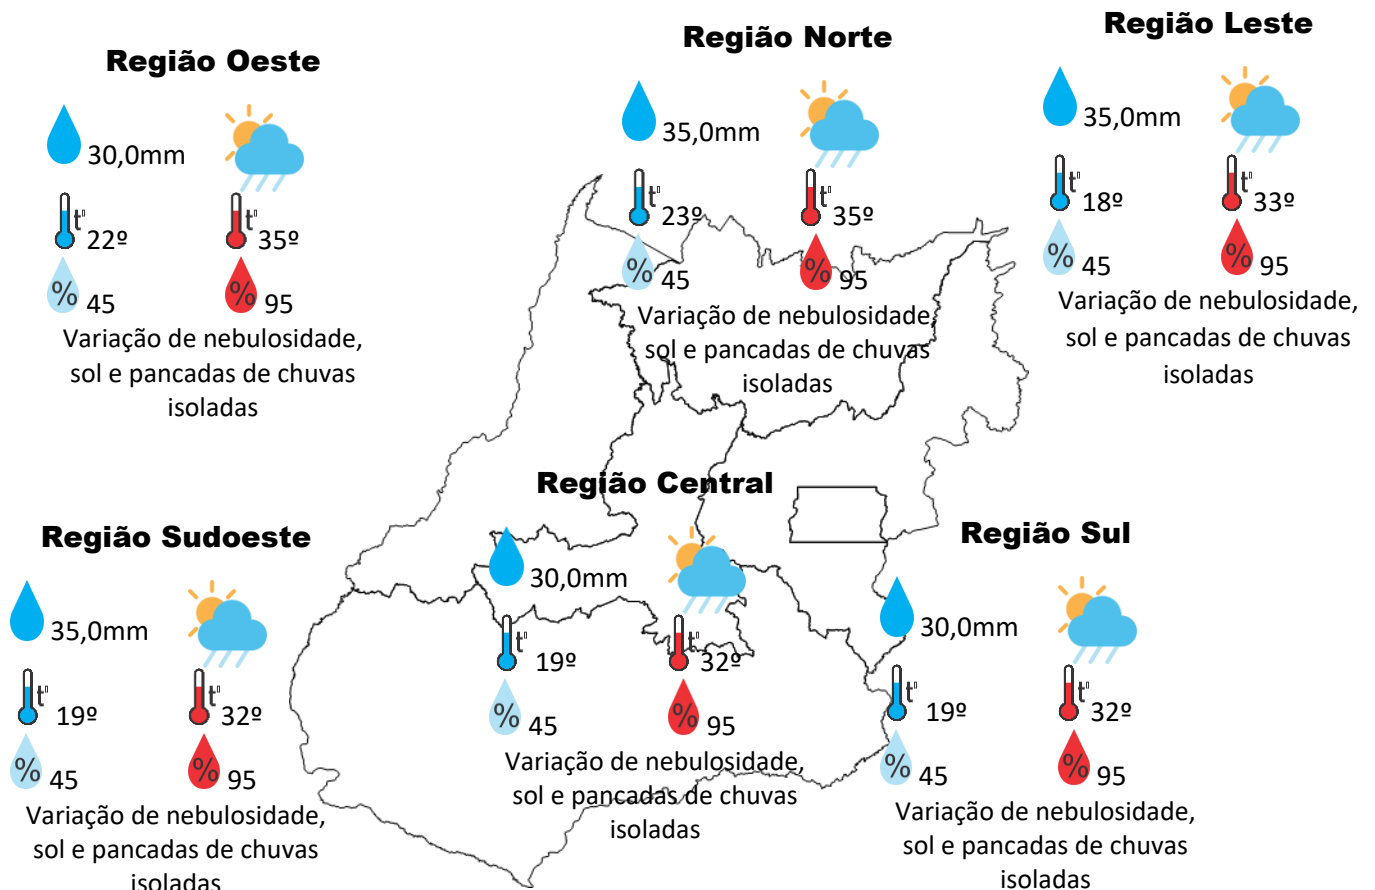 Região Oeste
30,0mm
t°
22º
t°
35º
%
45
%
95
Variação de nebulosidade,
sol e pancadas de chuvas
isoladas
Região Norte
35,0mm
t°
23º
t°
35º
%
45
%
95
Variação de nebulosidade,
sol e pancadas de chuvas
isoladas
Região Leste
35,0mm
t°
18º
t°
33º
%
45
%
95
Variação de nebulosidade,
sol e pancadas de chuvas
isoladas
Região Sudoeste
35,0mm
t°
19º
t°
32º
%
45
%
95
Variação de nebulosidade,
sol e pancadas de chuvas
isoladas
Região Central
30,0mm
t°
19º
t°
32º
%
45
%
95
Variação de nebulosidade,
sol e pancadas de chuvas
isoladas
Região Sul
30,0mm
t°
19º
t°
32º
%
45
%
95
Variação de nebulosidade,
sol e pancadas de chuvas
isoladas